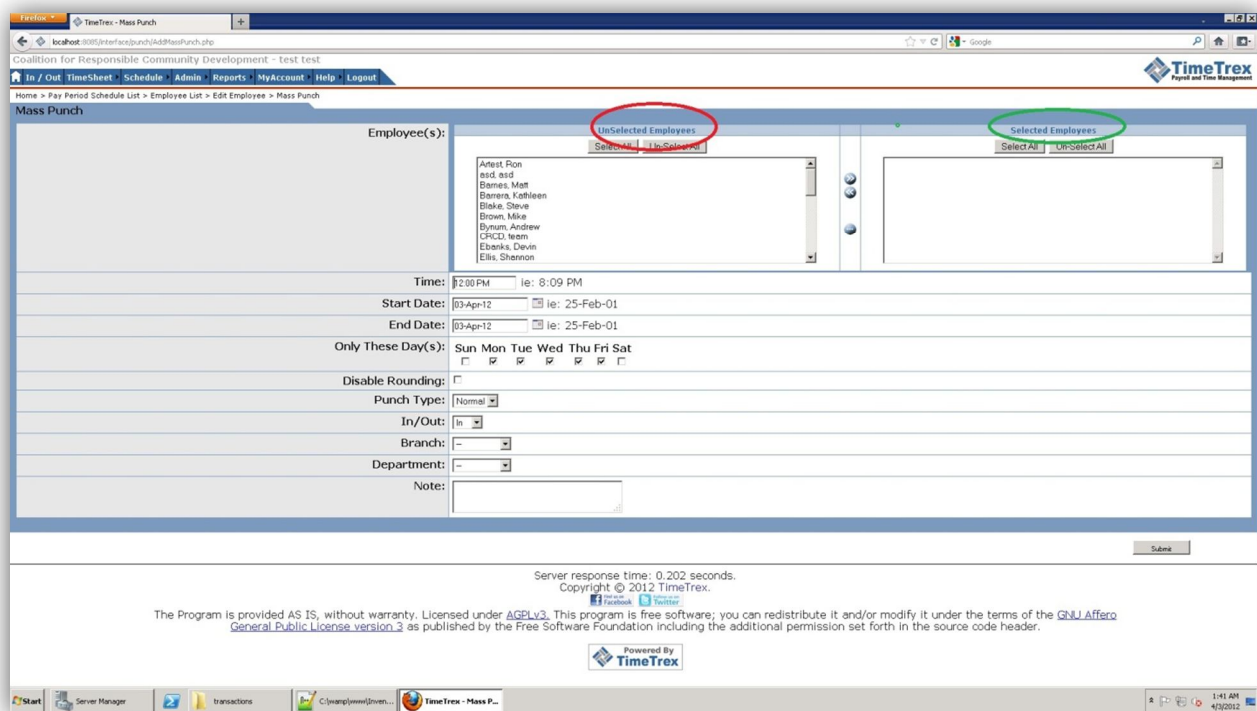 Firefox
TimeTrex - Mass Punch
localhost:8085/interface/punch/AddMassPunch.php
Google
Coalition for Responsible Community Development - test test
In / Out TimeSheet Schedule Admin Reports MyAccount Help Logout
TimeTrex
Payroll and Time Management
Home > Pay Period Schedule List > Employee List > Edit Employee > Mass Punch
Mass Punch
Employee(s):
UnSelected Employees
Selected Employees
Select All Un-Select All
Select All Un-Select All
Artest, Ron
asd, asd
Barnes, Matt
Barrera, Kathleen
Blake, Steve
Brown, Mike
Bynum, Andrew
CRCD, team
Ebanks, Devin
Ellis, Shannon
Time: 12:00 PM ie: 8:09 PM
Start Date: 03-Apr-12 ie: 25-Feb-01
End Date: 03-Apr-12 ie: 25-Feb-01
Only These Day(s): Sun Mon Tue Wed Thu Fri Sat
Disable Rounding:
Punch Type: Normal
In/Out: In
Branch: --
Department: --
Note:
Submit
Server response time: 0.202 seconds.
Copyright © 2012 TimeTrex.
Find us on Facebook Follow us on Twitter
The Program is provided AS IS, without warranty. Licensed under AGPLv3. This program is free software; you can redistribute it and/or modify it under the terms of the GNU Affero
General Public License version 3 as published by the Free Software Foundation including the additional permission set forth in the source code header.
Powered By
TimeTrex
Start Server Manager transactions C:\wamp\www\Inven... TimeTrex - Mass P...
1:41 AM
4/3/2012